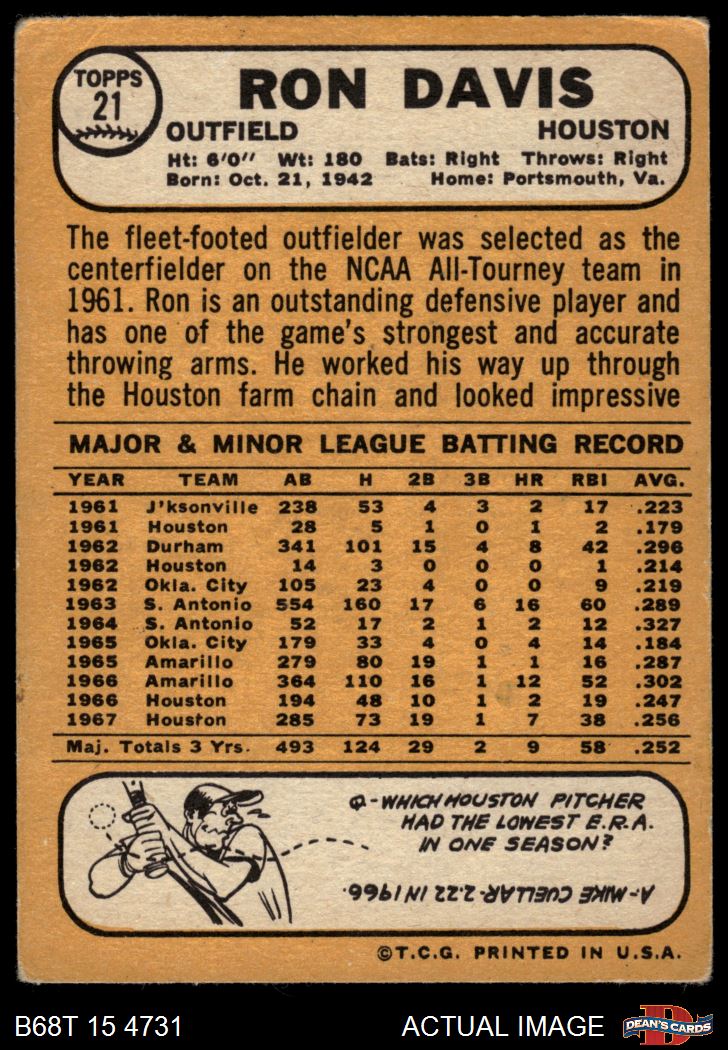 TOPPS
21
RON DAVIS
OUTFIELD HOUSTON
Ht: 6'0" Wt: 180 Bats: Right Throws: Right
Born: Oct. 21, 1942 Home: Portsmouth, Va.
The fleet-footed outfielder was selected as the
centerfielder on the NCAA All-Tourney team in
1961. Ron is an outstanding defensive player and
has one of the game's strongest and accurate
throwing arms. He worked his way up through
the Houston farm chain and looked impressive
MAJOR & MINOR LEAGUE BATTING RECORD
YEAR TEAM AB H 2B 3B HR RBI AVG.
1961 J'ksonville 238 53 4 3 2 17 .223
1961 Houston 28 5 1 0 1 2 .179
1962 Durham 341 101 15 4 8 42 .296
1962 Houston 14 3 0 0 0 1 .214
1962 Okla. City 105 23 4 0 0 9 .219
1963 S. Antonio 554 160 17 6 16 60 .289
1964 S. Antonio 52 17 2 1 2 12 .327
1965 Okla. City 179 33 4 0 4 14 .184
1965 Amarillo 279 80 19 1 1 16 .287
1966 Amarillo 364 110 16 1 12 52 .302
1966 Houston 194 48 10 1 2 19 .247
1967 Houston 285 73 19 1 7 38 .256
Maj. Totals 3 Yrs. 493 124 29 2 9 58 .252
Q-WHICH HOUSTON PITCHER
HAD THE LOWEST E.R.A.
IN ONE SEASON?
A-MIKE CUELLAR-2.22 IN 1966.
©T.C.G. PRINTED IN U.S.A.
B68T 15 4731 ACTUAL IMAGE DEAN'S CARDS